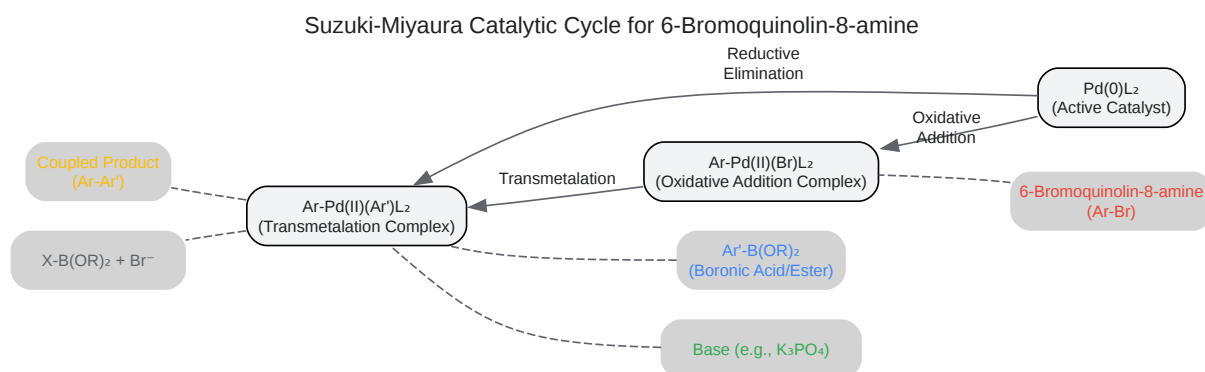 Suzuki-Miyaura Catalytic Cycle for 6-Bromoquinolin-8-amine
Reductive
Elimination
Pd(0)L₂
(Active Catalyst)
Oxidative
Addition
Coupled Product
(Ar-Ar')
Ar-Pd(II)(Br)L₂
(Oxidative Addition Complex)
Transmetalation
6-Bromoquinolin-8-amine
(Ar-Br)
Ar-Pd(II)(Ar')L₂
(Transmetalation Complex)
X-B(OR)₂ + Br⁻
Ar'-B(OR)₂
(Boronic Acid/Ester)
Base (e.g., K₃PO₄)